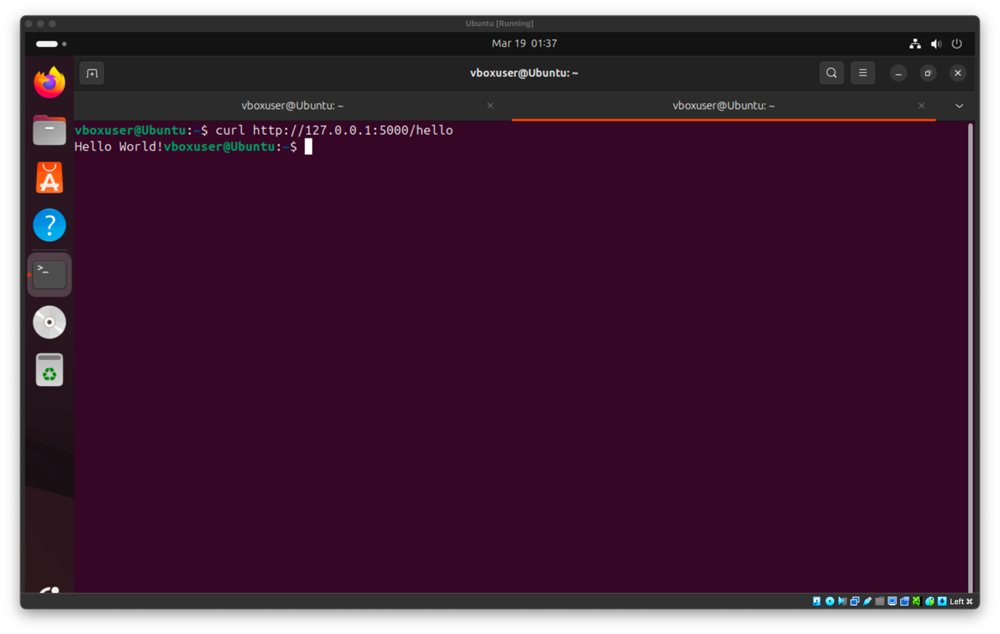 Ubuntu [Running]
Mar 19 01:37
vboxuser@Ubuntu: ~
vboxuser@Ubuntu: ~
vboxuser@Ubuntu: ~
vboxuser@Ubuntu:~$ curl http://127.0.0.1:5000/hello
Hello World!vboxuser@Ubuntu:~$
Left ⌘